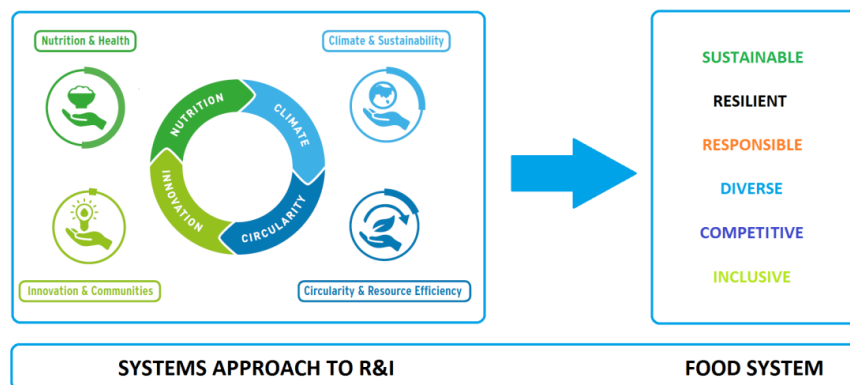 Nutrition & Health
Climate & Sustainability
NUTRITION
CLIMATE
INNOVATION
CIRCULARITY
Innovation & Communities
Circularity & Resource Efficiency
SUSTAINABLE
RESILIENT
RESPONSIBLE
DIVERSE
COMPETITIVE
INCLUSIVE
SYSTEMS APPROACH TO R&I
FOOD SYSTEM